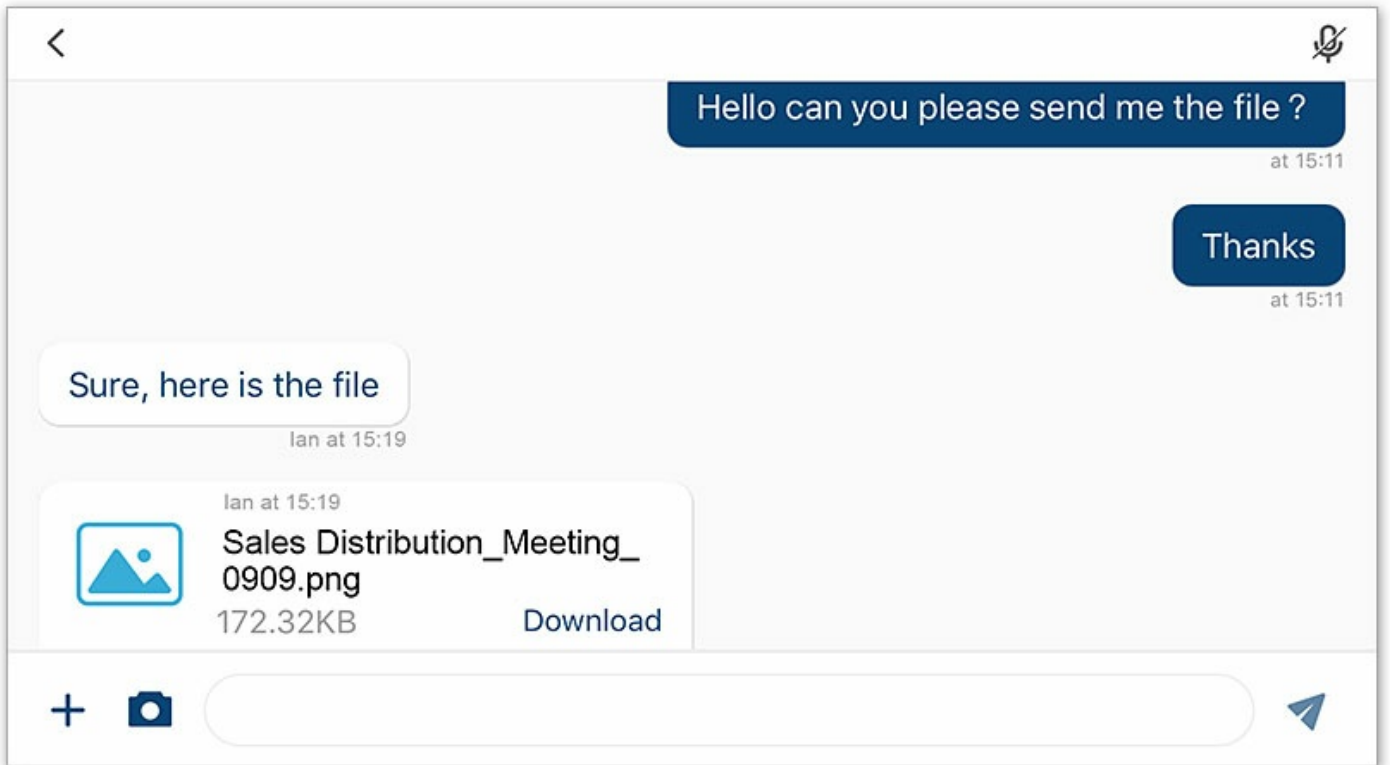 Hello can you please send me the file ?
at 15:11
Thanks
at 15:11
Sure, here is the file
Ian at 15:19
Ian at 15:19
Sales Distribution_Meeting_
0909.png
172.32KB
Download